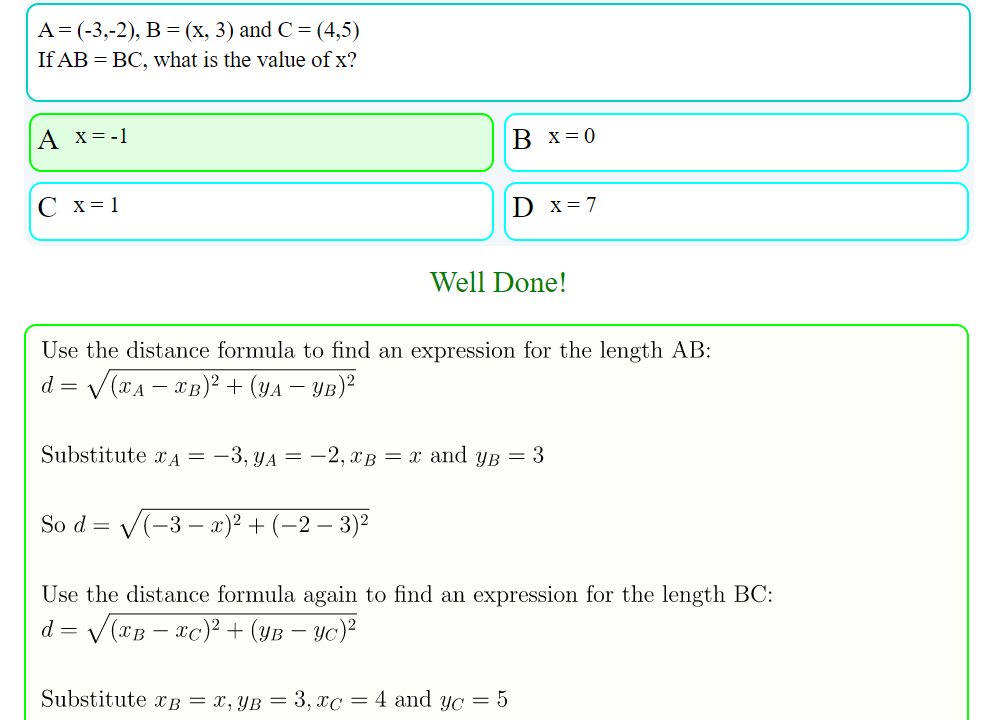 A = (-3,-2), B = (x, 3) and C = (4,5)
If AB = BC, what is the value of x?
A x = -1
B x = 0
C x = 1
D x = 7
Well Done!
Use the distance formula to find an expression for the length AB:
d = √((x_A − x_B)² + (y_A − y_B)²)
Substitute x_A = −3, y_A = −2, x_B = x and y_B = 3
So d = √((−3 − x)² + (−2 − 3)²)
Use the distance formula again to find an expression for the length BC:
d = √((x_B − x_C)² + (y_B − y_C)²)
Substitute x_B = x, y_B = 3, x_C = 4 and y_C = 5